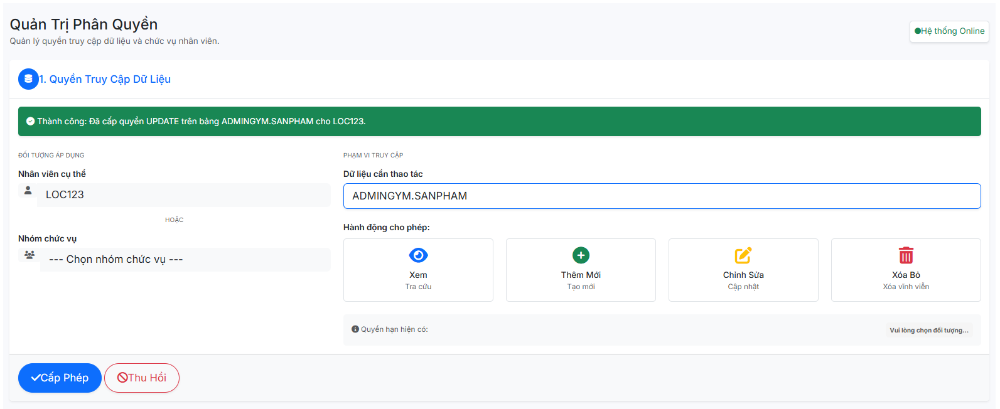 Quản Trị Phân Quyền
Quản lý quyền truy cập dữ liệu và chức vụ nhân viên.
Hệ thống Online
1. Quyền Truy Cập Dữ Liệu
Thành công: Đã cấp quyền UPDATE trên bảng ADMINGYM.SANPHAM cho LOC123.
ĐỐI TƯỢNG ÁP DỤNG
Nhân viên cụ thể
LOC123
HOẶC
Nhóm chức vụ
--- Chọn nhóm chức vụ ---
PHẠM VI TRUY CẬP
Dữ liệu cần thao tác
ADMINGYM.SANPHAM
Hành động cho phép:
Xem
Tra cứu
Thêm Mới
Tạo mới
Chỉnh Sửa
Cập nhật
Xóa Bỏ
Xóa vĩnh viễn
Quyền hạn hiện có:
Vui lòng chọn đối tượng...
Cấp Phép
Thu Hồi